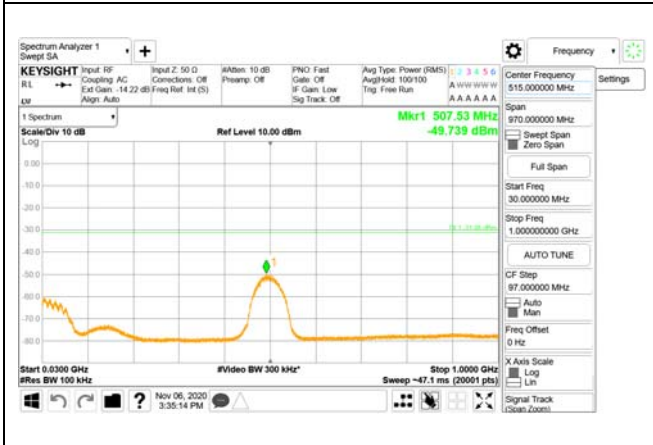 Spectrum Analyzer 1
Swept SA
Frequency
KEYSIGHT
Input: RF
Coupling: AC
Ext Gain: -14.22 dB
Align: Auto
Input Z: 50 Ω
Corrections: Off
Freq Ref: Int (S)
#Atten: 10 dB
Preamp: Off
PNO: Fast
Gate: Off
IF Gain: Low
Sig Track: Off
Avg Type: Power (RMS)
Avg|Hold: 100/100
Trig: Free Run
1 2 3 4 5 6
A W W W W W
A A A A A A
RL
1 Spectrum
Scale/Div 10 dB
Log
Ref Level 10.00 dBm
Mkr1 507.53 MHz
-49.739 dBm
0.00
-10.0
-20.0
-30.0
-40.0
-50.0
-60.0
-70.0
-80.0
1
Start 0.0300 GHz
#Res BW 100 kHz
#Video BW 300 kHz*
Stop 1.0000 GHz
Sweep ~47.1 ms (20001 pts)
Nov 06, 2020
3:35:14 PM
?
Center Frequency
515.000000 MHz
Settings
Span
970.000000 MHz
Swept Span
Zero Span
Full Span
Start Freq
30.000000 MHz
Stop Freq
1.000000000 GHz
AUTO TUNE
CF Step
97.000000 MHz
Auto
Man
Freq Offset
0 Hz
X Axis Scale
Log
Lin
Signal Track
(Span Zoom)